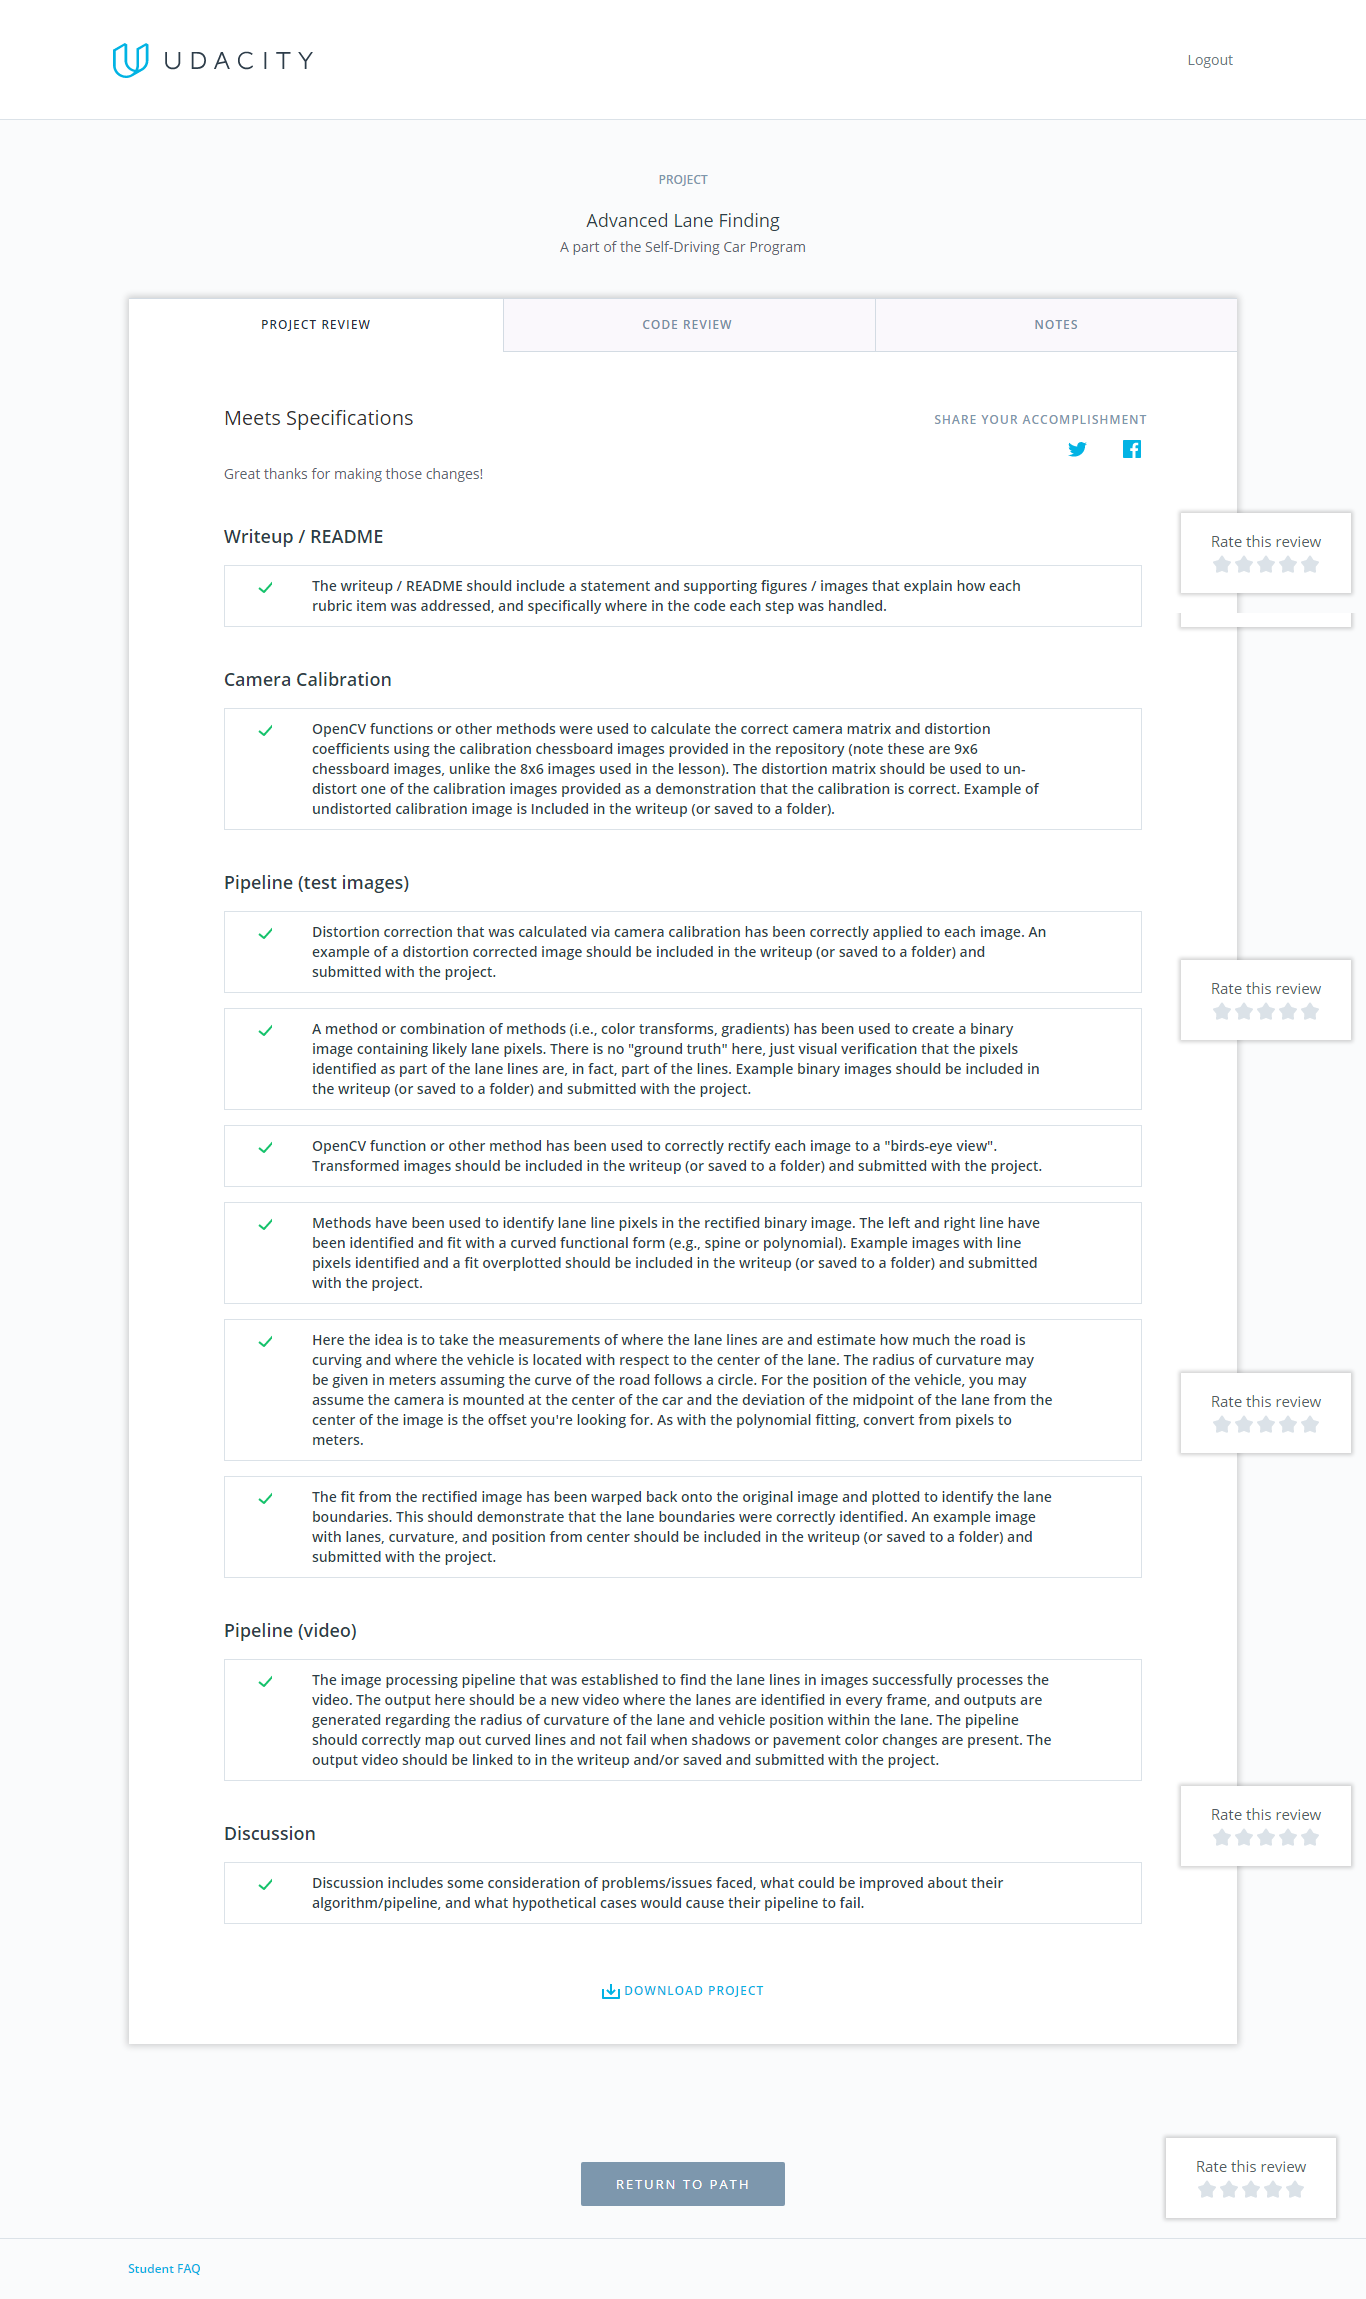 UDACITY
Logout
PROJECT
Advanced Lane Finding
A part of the Self-Driving Car Program
PROJECT REVIEW
CODE REVIEW
NOTES
Meets Specifications
SHARE YOUR ACCOMPLISHMENT
Great thanks for making those changes!
Writeup / README
Rate this review
The writeup / README should include a statement and supporting figures / images that explain how each
rubric item was addressed, and specifically where in the code each step was handled.
Camera Calibration
OpenCV functions or other methods were used to calculate the correct camera matrix and distortion
coefficients using the calibration chessboard images provided in the repository (note these are 9x6
chessboard images, unlike the 8x6 images used in the lesson). The distortion matrix should be used to un-
distort one of the calibration images provided as a demonstration that the calibration is correct. Example of
undistorted calibration image is Included in the writeup (or saved to a folder).
Pipeline (test images)
Distortion correction that was calculated via camera calibration has been correctly applied to each image. An
example of a distortion corrected image should be included in the writeup (or saved to a folder) and
submitted with the project.
Rate this review
A method or combination of methods (i.e., color transforms, gradients) has been used to create a binary
image containing likely lane pixels. There is no "ground truth" here, just visual verification that the pixels
identified as part of the lane lines are, in fact, part of the lines. Example binary images should be included in
the writeup (or saved to a folder) and submitted with the project.
OpenCV function or other method has been used to correctly rectify each image to a "birds-eye view".
Transformed images should be included in the writeup (or saved to a folder) and submitted with the project.
Methods have been used to identify lane line pixels in the rectified binary image. The left and right line have
been identified and fit with a curved functional form (e.g., spine or polynomial). Example images with line
pixels identified and a fit overplotted should be included in the writeup (or saved to a folder) and submitted
with the project.
Here the idea is to take the measurements of where the lane lines are and estimate how much the road is
curving and where the vehicle is located with respect to the center of the lane. The radius of curvature may
be given in meters assuming the curve of the road follows a circle. For the position of the vehicle, you may
assume the camera is mounted at the center of the car and the deviation of the midpoint of the lane from the
center of the image is the offset you're looking for. As with the polynomial fitting, convert from pixels to
meters.
Rate this review
The fit from the rectified image has been warped back onto the original image and plotted to identify the lane
boundaries. This should demonstrate that the lane boundaries were correctly identified. An example image
with lanes, curvature, and position from center should be included in the writeup (or saved to a folder) and
submitted with the project.
Pipeline (video)
The image processing pipeline that was established to find the lane lines in images successfully processes the
video. The output here should be a new video where the lanes are identified in every frame, and outputs are
generated regarding the radius of curvature of the lane and vehicle position within the lane. The pipeline
should correctly map out curved lines and not fail when shadows or pavement color changes are present. The
output video should be linked to in the writeup and/or saved and submitted with the project.
Rate this review
Discussion
Discussion includes some consideration of problems/issues faced, what could be improved about their
algorithm/pipeline, and what hypothetical cases would cause their pipeline to fail.
DOWNLOAD PROJECT
Rate this review
RETURN TO PATH
Student FAQ